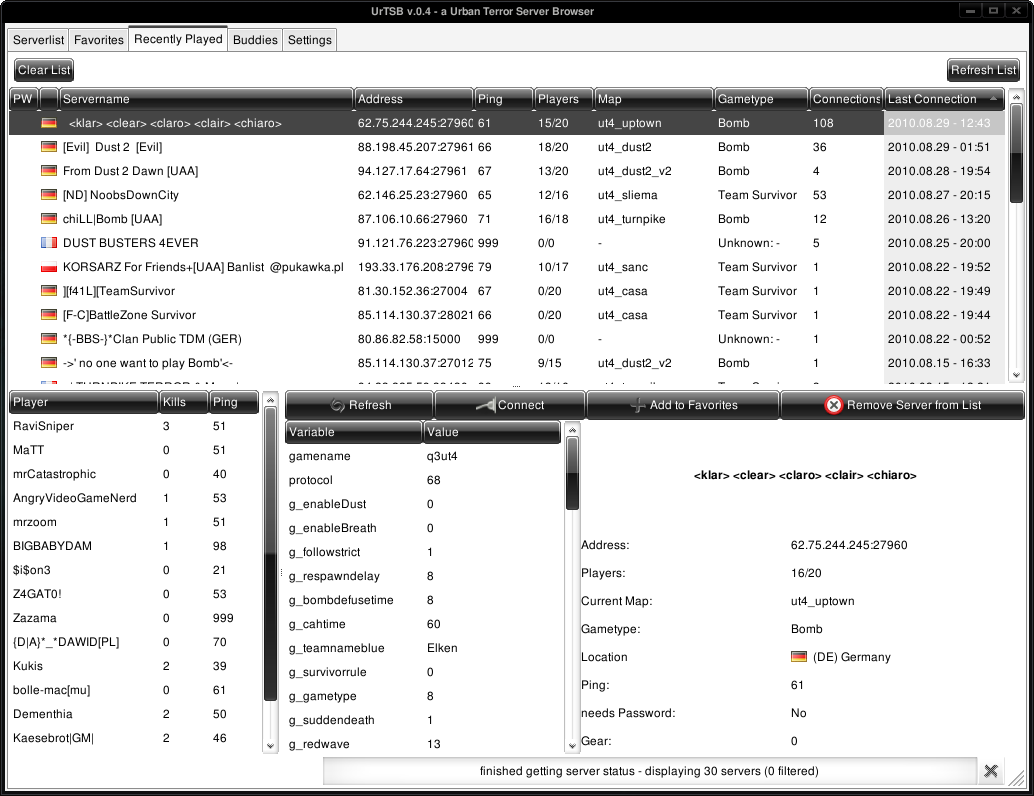 UrTSB v.0.4 - a Urban Terror Server Browser
Serverlist Favorites Recently Played Buddies Settings
Clear List Refresh List
PW Servername Address Ping Players Map Gametype Connections Last Connection
<klar> <clear> <claro> <clair> <chiaro> 62.75.244.245:27960 61 15/20 ut4_uptown Bomb 108 2010.08.29 - 12:43
[Evil] Dust 2 [Evil] 88.198.45.207:27961 66 18/20 ut4_dust2 Bomb 36 2010.08.29 - 01:51
From Dust 2 Dawn [UAA] 94.127.17.64:27961 67 13/20 ut4_dust2_v2 Bomb 4 2010.08.28 - 19:54
[ND] NoobsDownCity 62.146.25.23:27960 65 12/16 ut4_sliema Team Survivor 53 2010.08.27 - 20:15
chiLL|Bomb [UAA] 87.106.10.66:27960 71 16/18 ut4_turnpike Bomb 12 2010.08.26 - 13:20
DUST BUSTERS 4EVER 91.121.76.223:27960 999 0/0 - Unknown: - 5 2010.08.25 - 20:00
KORSARZ For Friends+[UAA] Banlist @pukawka.pl 193.33.176.208:2796 79 10/17 ut4_sanc Team Survivor 1 2010.08.22 - 19:52
][f41L][TeamSurvivor 81.30.152.36:27004 67 0/20 ut4_casa Team Survivor 1 2010.08.22 - 19:49
[F-C]BattleZone Survivor 85.114.130.37:28021 66 0/20 ut4_casa Team Survivor 1 2010.08.22 - 19:44
*{-BBS-}*Clan Public TDM (GER) 80.86.82.58:15000 999 0/0 - Unknown: - 1 2010.08.22 - 00:52
->' no one want to play Bomb'<- 85.114.130.37:27012 75 9/15 ut4_dust2_v2 Bomb 1 2010.08.15 - 16:33
Player Kills Ping
RaviSniper 3 51
MaTT 0 51
mrCatastrophic 0 40
AngryVideoGameNerd 1 53
mrzoom 1 51
BIGBABYDAM 1 98
$i$on3 0 21
Z4GAT0! 0 53
Zazama 0 999
{D|A}*_*DAWID[PL] 0 70
Kukis 2 39
bolle-mac[mu] 0 61
Dementhia 2 50
Kaesebrot|GM| 2 46
Refresh Connect Add to Favorites Remove Server from List
Variable Value
gamename q3ut4
protocol 68
g_enableDust 0
g_enableBreath 0
g_followstrict 1
g_respawndelay 8
g_bombdefusetime 8
g_cahtime 60
g_teamnameblue Elken
g_survivorrule 0
g_gametype 8
g_suddendeath 1
g_redwave 13
<klar> <clear> <claro> <clair> <chiaro>
Address: 62.75.244.245:27960
Players: 16/20
Current Map: ut4_uptown
Gametype: Bomb
Location (DE) Germany
Ping: 61
needs Password: No
Gear: 0
finished getting server status - displaying 30 servers (0 filtered)